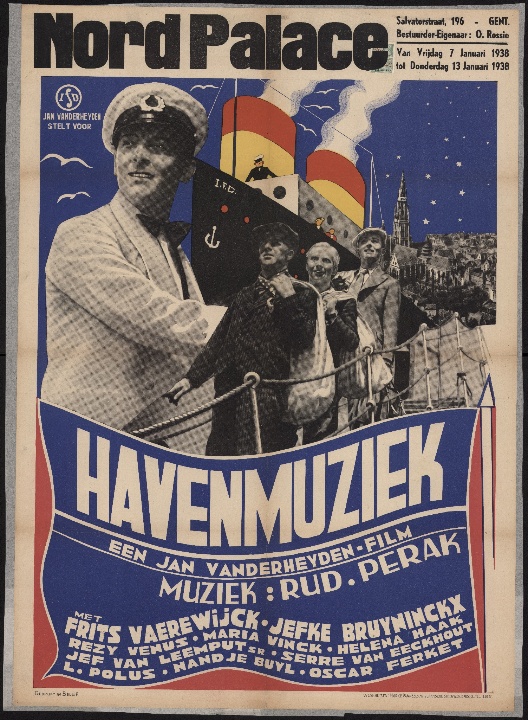 Nord Palace
Salvatorstraat, 196 - GENT.
Bestuurder-Eigenaar: O. Rossie
Van Vrijdag 7 Januari 1938
tot Donderdag 13 Januari 1938
JAN VANDERHEYDEN
STELT VOOR
I.F.D.
HAVENMUZIEK
EEN JAN VANDERHEYDEN-FILM
MUZIEK: RUD. PERAK
MET
FRITS VAEREWIJCK · JEFKE BRUYNINCKX
REZY VENUS · MARIA VINCK · HELENA HAAK
JEF VAN LEEMPUT SR · SERRE VAN EECKHOUT
L. POLUS · NANDJE BUYL · OSCAR FERKET